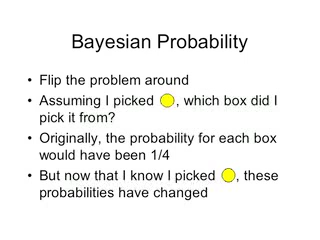 Bayesian Probability
• Flip the problem around
• Assuming I picked , which box did I
pick it from?
• Originally, the probability for each box
would have been 1/4
• But now that I know I picked , these
probabilities have changed